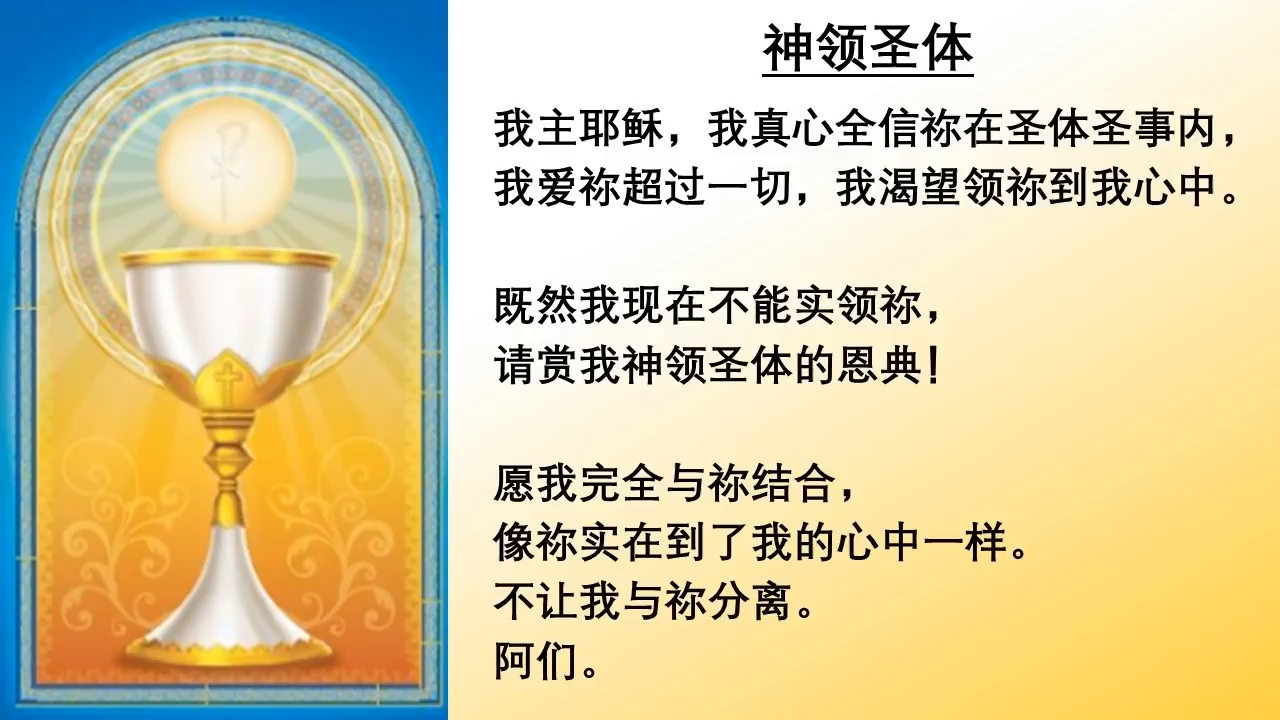 神领圣体
我主耶稣，我真心全信祢在圣体圣事内，
我爱祢超过一切，我渴望领祢到我心中。
既然我现在不能实领祢，
请赏我神领圣体的恩典！
愿我完全与祢结合，
像祢实在到了我的心中一样。
不让我与祢分离。
阿们。